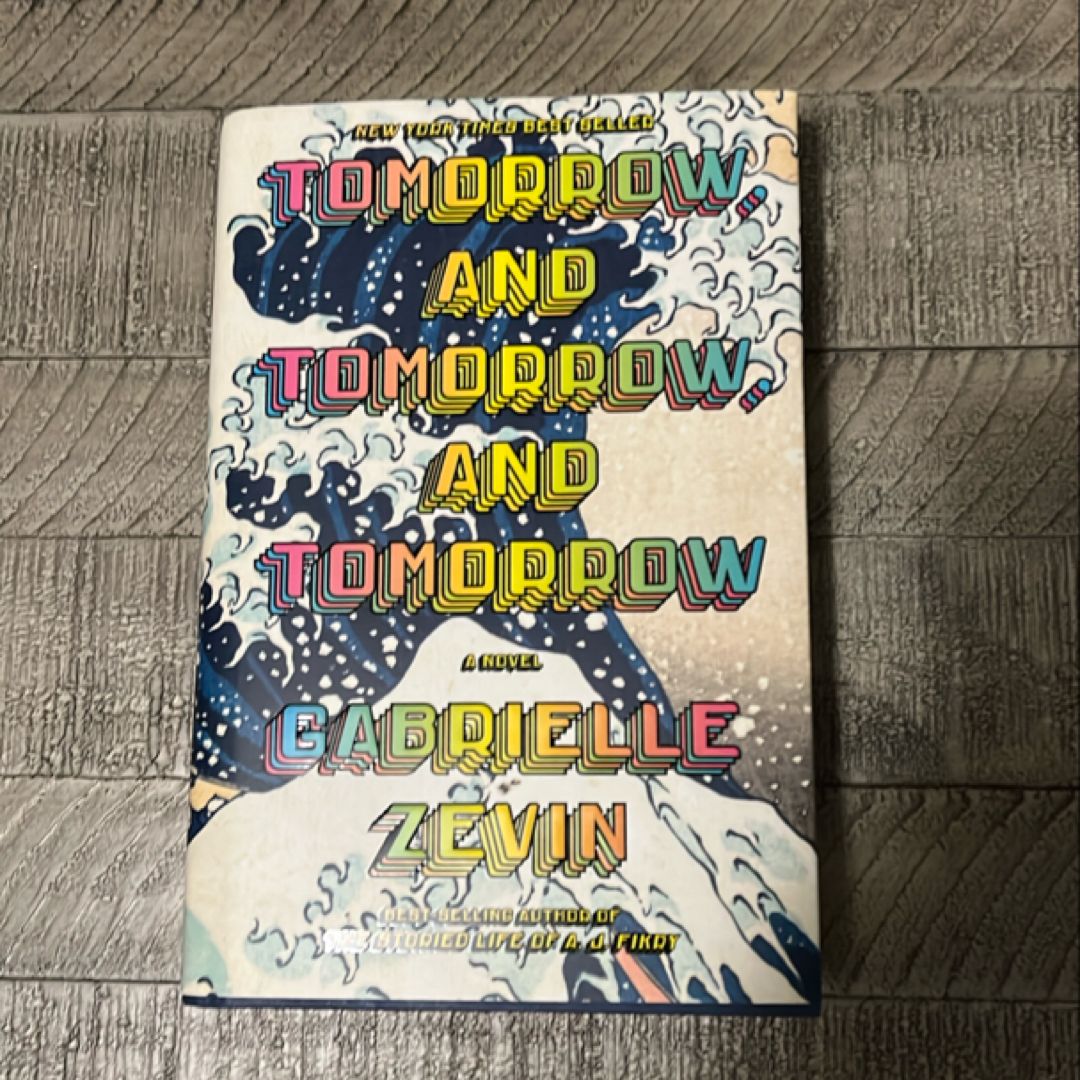 NEW YORK TIMES BEST SELLER
TOMORROW,
AND
TOMORROW,
AND
TOMORROW
A NOVEL
GABRIELLE
ZEVIN
BEST SELLING AUTHOR OF
STORIED LIFE OF A. J. FIKRY